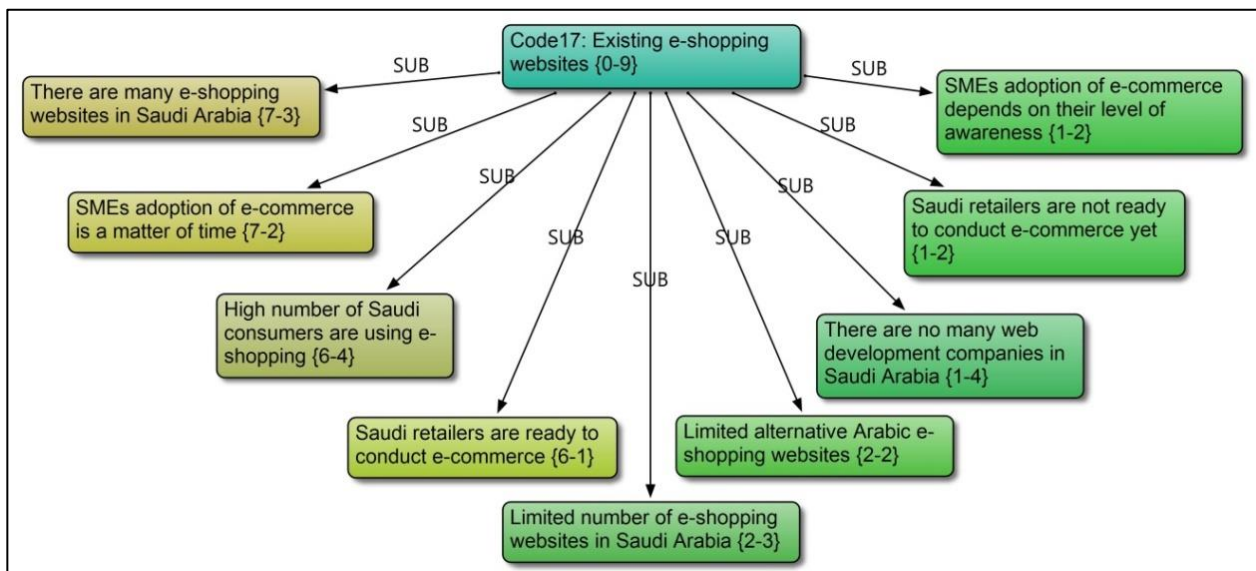 Code17: Existing e-shopping
websites {0-9}
SUB
There are many e-shopping
websites in Saudi Arabia {7-3}
SUB
SMEs adoption of e-commerce
depends on their level of
awareness {1-2}
SUB
SMEs adoption of e-commerce
is a matter of time {7-2}
SUB
Saudi retailers are not ready
to conduct e-commerce yet
{1-2}
SUB
High number of Saudi
consumers are using e-
shopping {6-4}
SUB
There are no many web
development companies in
Saudi Arabia {1-4}
SUB
Saudi retailers are ready to
conduct e-commerce {6-1}
SUB
Limited alternative Arabic e-
shopping websites {2-2}
SUB
Limited number of e-shopping
websites in Saudi Arabia {2-3}